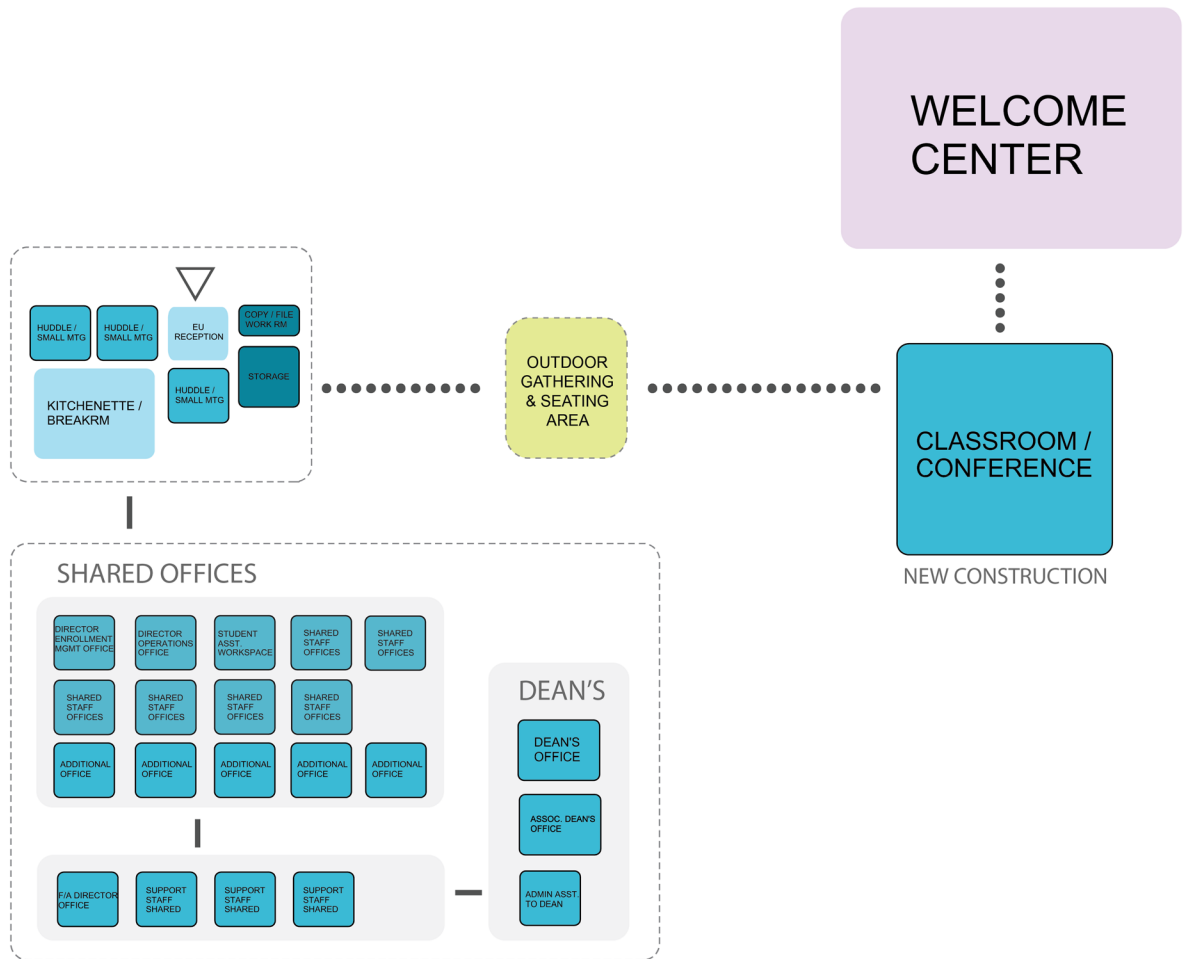 WELCOME
CENTER
HUDDLE /
SMALL MTG
HUDDLE /
SMALL MTG
EU
RECEPTION
COPY / FILE
WORK RM
STORAGE
HUDDLE /
SMALL MTG
KITCHENETTE /
BREAKRM
OUTDOOR
GATHERING
& SEATING
AREA
CLASSROOM /
CONFERENCE
NEW CONSTRUCTION
SHARED OFFICES
DIRECTOR
ENROLLMENT
MGMT OFFICE
DIRECTOR
OPERATIONS
OFFICE
STUDENT
ASST.
WORKSPACE
SHARED
STAFF
OFFICES
SHARED
STAFF
OFFICES
SHARED
STAFF
OFFICES
SHARED
STAFF
OFFICES
SHARED
STAFF
OFFICES
SHARED
STAFF
OFFICES
ADDITIONAL
OFFICE
ADDITIONAL
OFFICE
ADDITIONAL
OFFICE
ADDITIONAL
OFFICE
ADDITIONAL
OFFICE
F/A DIRECTOR
OFFICE
SUPPORT
STAFF
SHARED
SUPPORT
STAFF
SHARED
SUPPORT
STAFF
SHARED
DEAN'S
DEAN'S
OFFICE
ASSOC. DEAN'S
OFFICE
ADMIN ASST.
TO DEAN